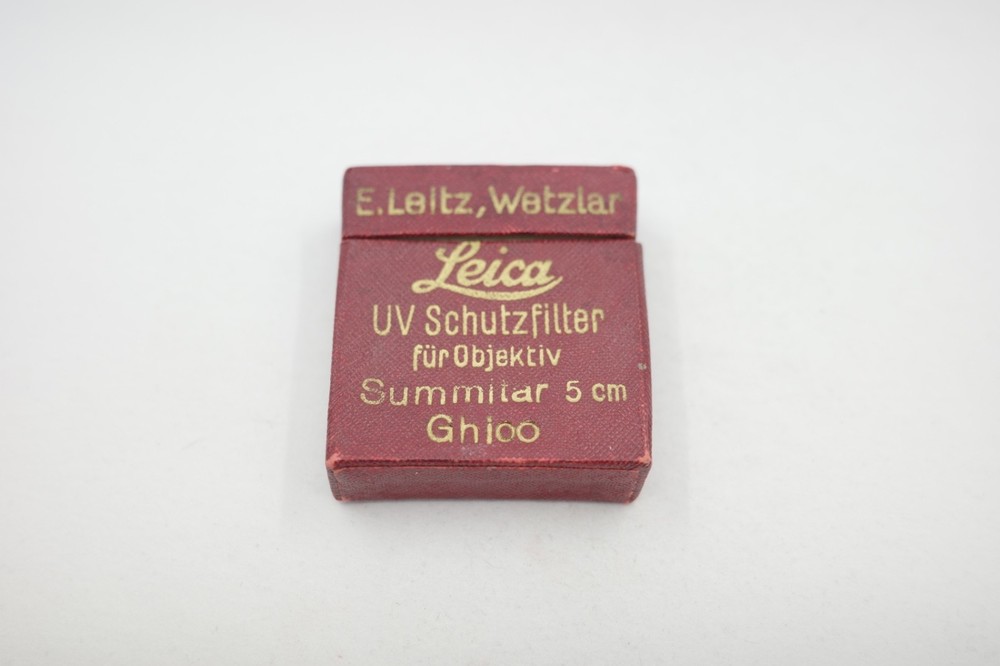 E.Leitz, Wetzlar
Leica
UV Schutzfilter
für Objektiv
Summitar 5 cm
Ghioo